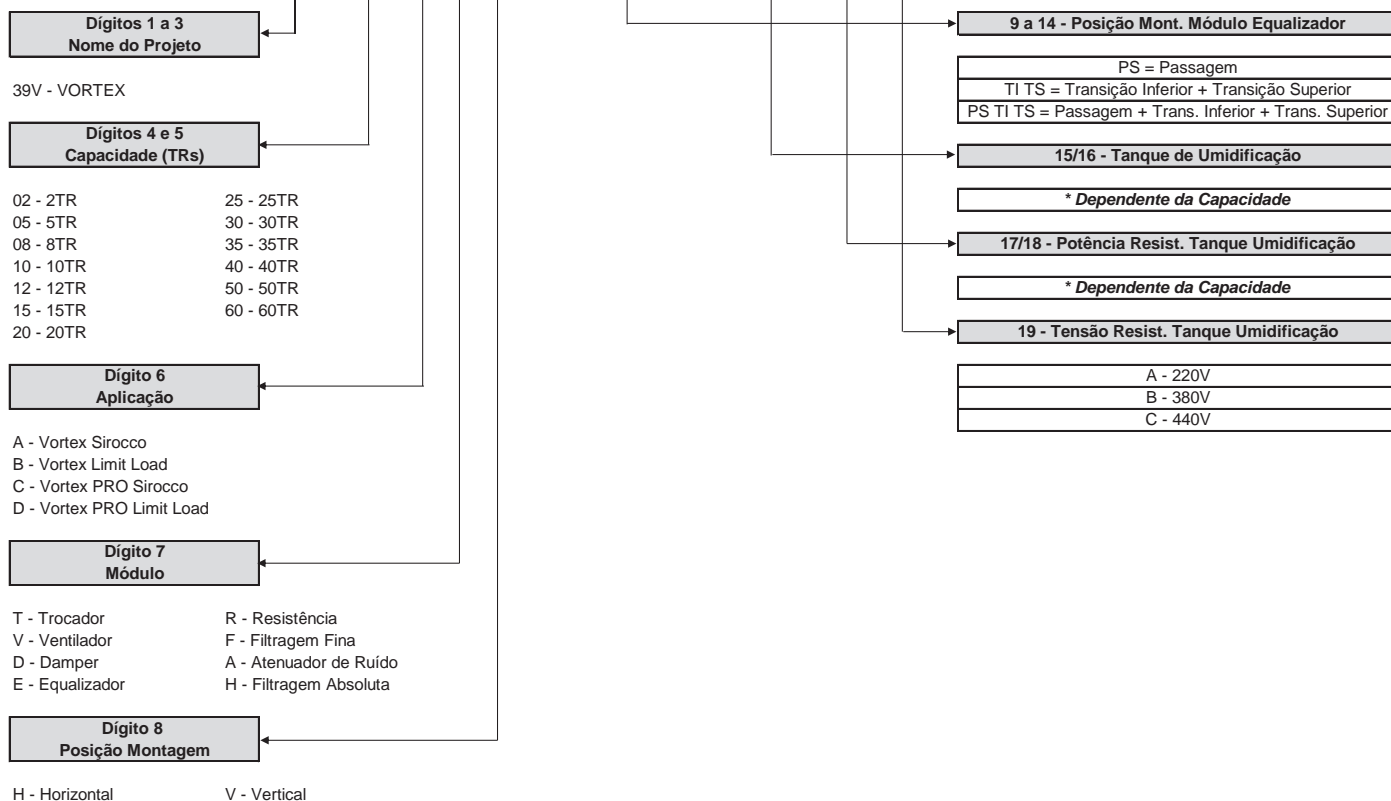 Dígitos 1 a 3
Nome do Projeto
39V - VORTEX
Dígitos 4 e 5
Capacidade (TRs)
02 - 2TR 25 - 25TR
05 - 5TR 30 - 30TR
08 - 8TR 35 - 35TR
10 - 10TR 40 - 40TR
12 - 12TR 50 - 50TR
15 - 15TR 60 - 60TR
20 - 20TR
Dígito 6
Aplicação
A - Vortex Sirocco
B - Vortex Limit Load
C - Vortex PRO Sirocco
D - Vortex PRO Limit Load
Dígito 7
Módulo
T - Trocador R - Resistência
V - Ventilador F - Filtragem Fina
D - Damper A - Atenuador de Ruído
E - Equalizador H - Filtragem Absoluta
Dígito 8
Posição Montagem
H - Horizontal V - Vertical
9 a 14 - Posição Mont. Módulo Equalizador
PS = Passagem
TI TS = Transição Inferior + Transição Superior
PS TI TS = Passagem + Trans. Inferior + Trans. Superior
15/16 - Tanque de Umidificação
* Dependente da Capacidade
17/18 - Potência Resist. Tanque Umidificação
* Dependente da Capacidade
19 - Tensão Resist. Tanque Umidificação
A - 220V
B - 380V
C - 440V